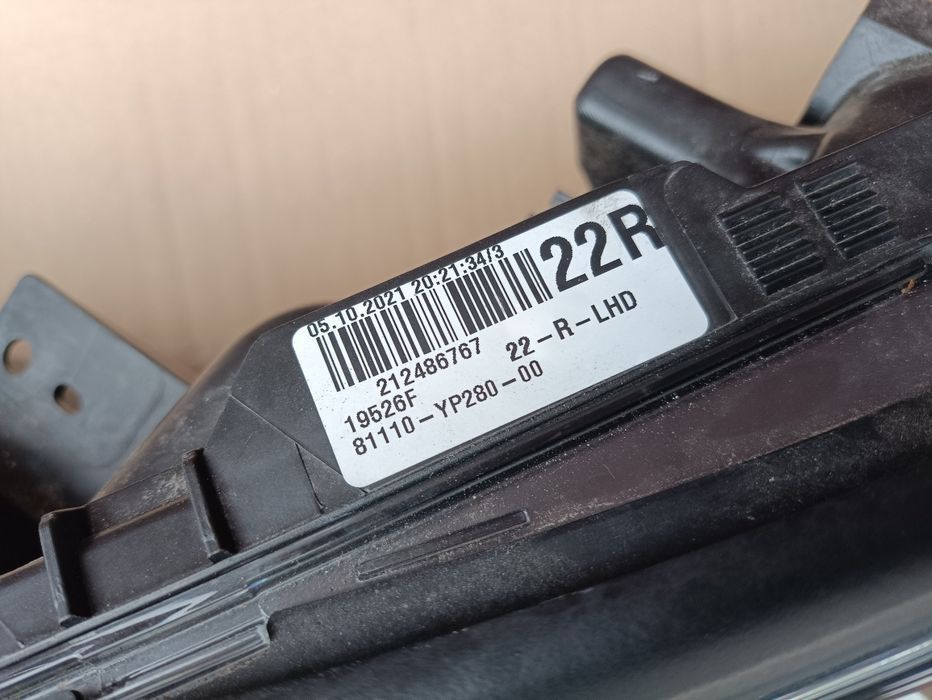 05.10.2021 20:21:34/3
22R
212486767
22-R-LHD
19526F
81110-YP280-00